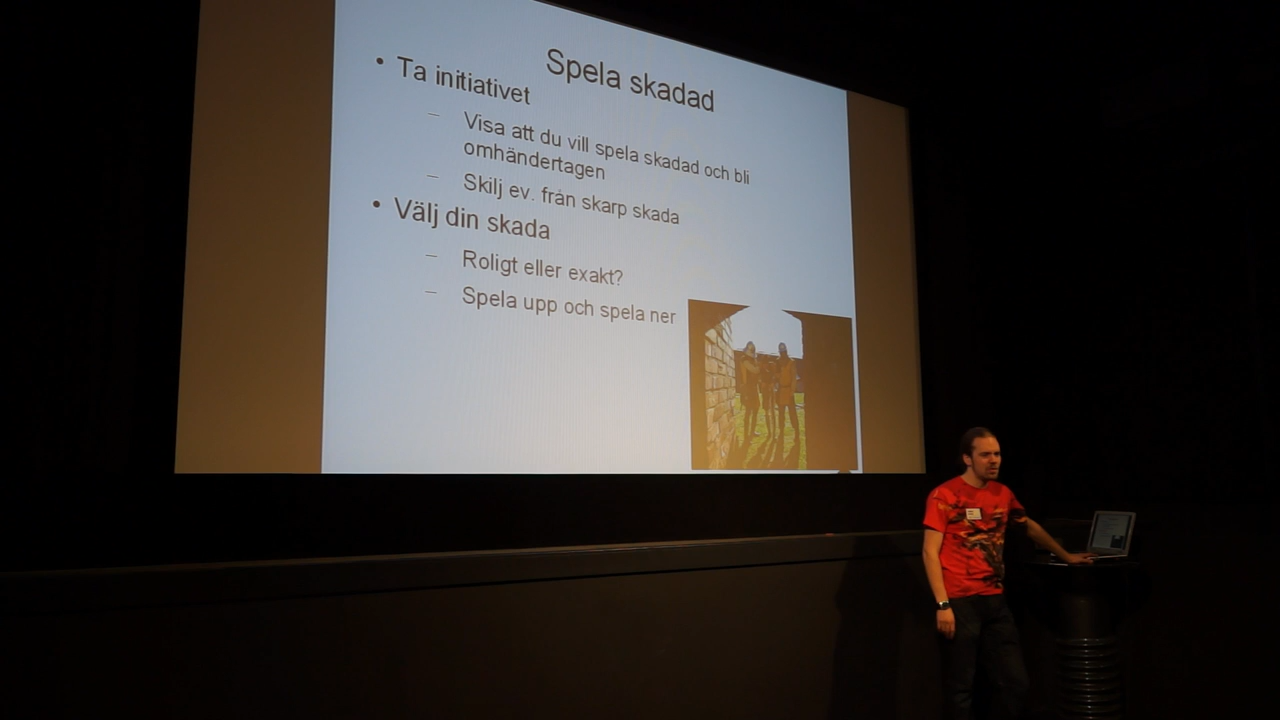 Spela skadad
• Ta initiativet
– Visa att du vill spela skadad och bli
omhändertagen
– Skilj ev. från skarp skada
• Välj din skada
– Roligt eller exakt?
– Spela upp och spela ner